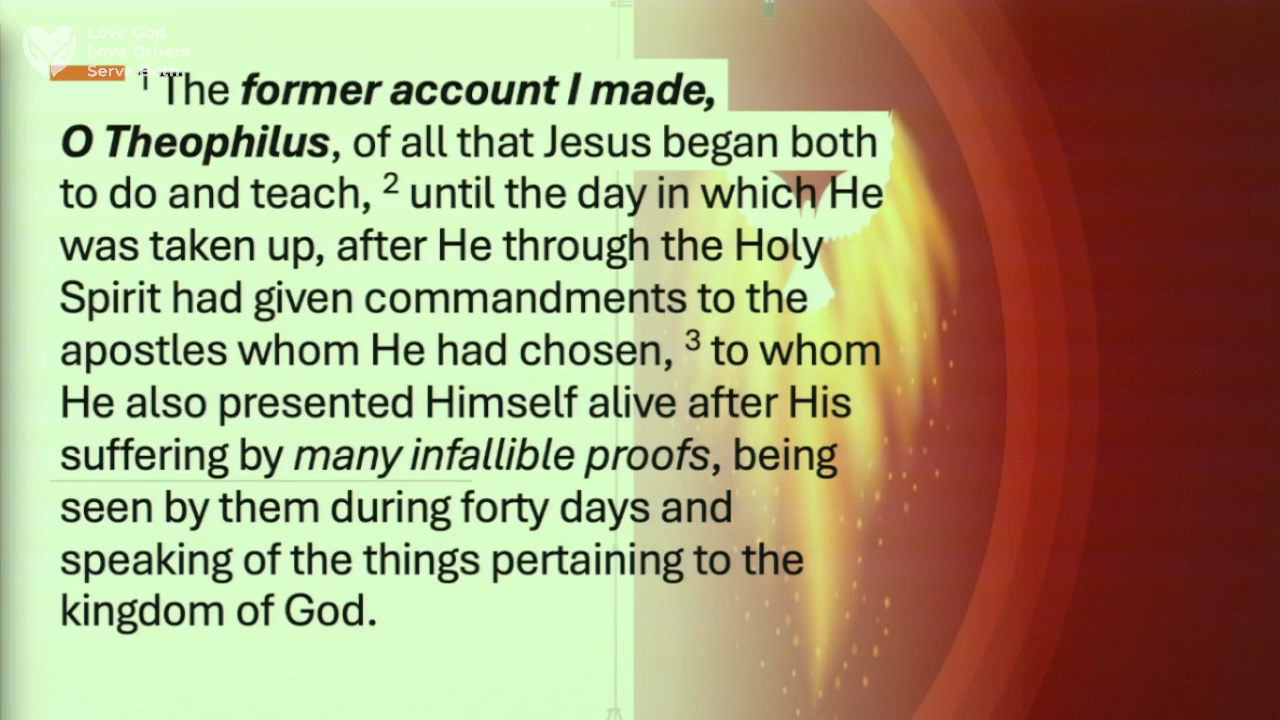 Love God
Love Others
Serve Both
¹ The former account I made,
O Theophilus, of all that Jesus began both
to do and teach, ² until the day in which He
was taken up, after He through the Holy
Spirit had given commandments to the
apostles whom He had chosen, ³ to whom
He also presented Himself alive after His
suffering by many infallible proofs, being
seen by them during forty days and
speaking of the things pertaining to the
kingdom of God.